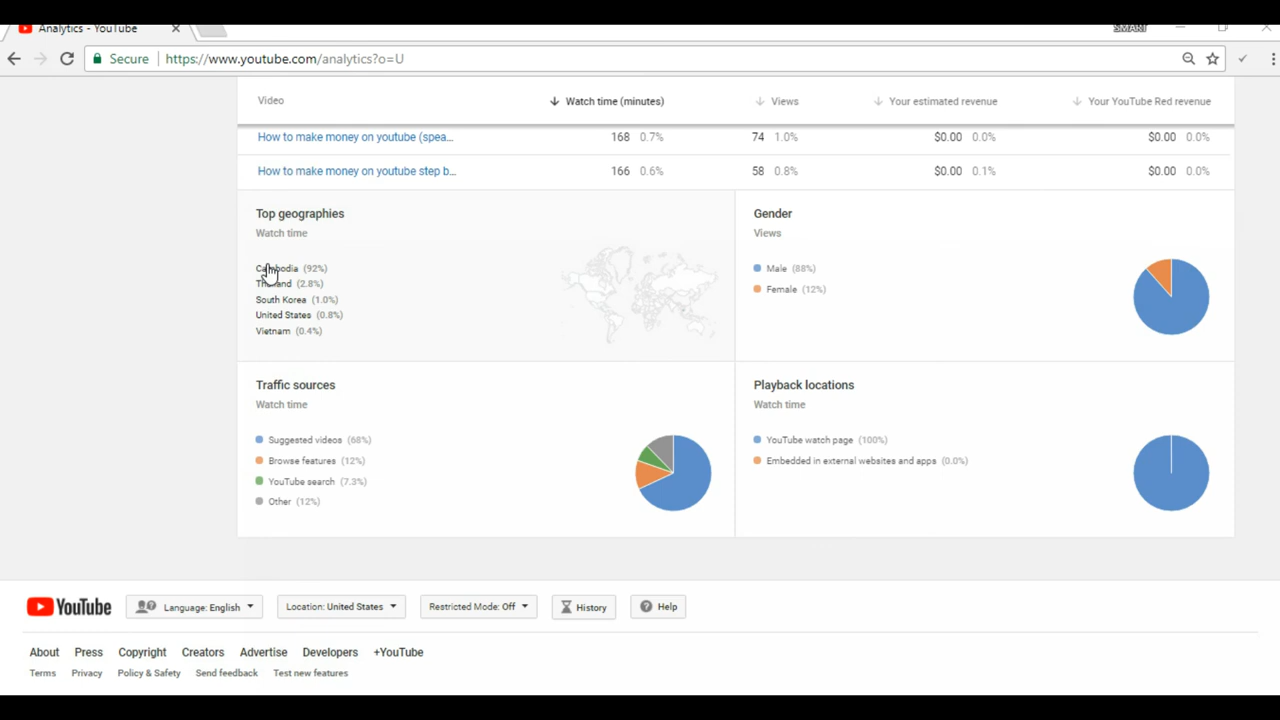 Analytics - YouTube
SMART
Secure https://www.youtube.com/analytics?o=U
Video Watch time (minutes) Views Your estimated revenue Your YouTube Red revenue
How to make money on youtube (spea... 168 0.7% 74 1.0% $0.00 0.0% $0.00 0.0%
How to make money on youtube step b... 166 0.6% 58 0.8% $0.00 0.1% $0.00 0.0%
Top geographies
Watch time
Cambodia (92%)
Thailand (2.8%)
South Korea (1.0%)
United States (0.8%)
Vietnam (0.4%)
Gender
Views
Male (88%)
Female (12%)
Traffic sources
Watch time
Suggested videos (68%)
Browse features (12%)
YouTube search (7.3%)
Other (12%)
Playback locations
Watch time
YouTube watch page (100%)
Embedded in external websites and apps (0.0%)
YouTube Language: English Location: United States Restricted Mode: Off History Help
About Press Copyright Creators Advertise Developers +YouTube
Terms Privacy Policy & Safety Send feedback Test new features